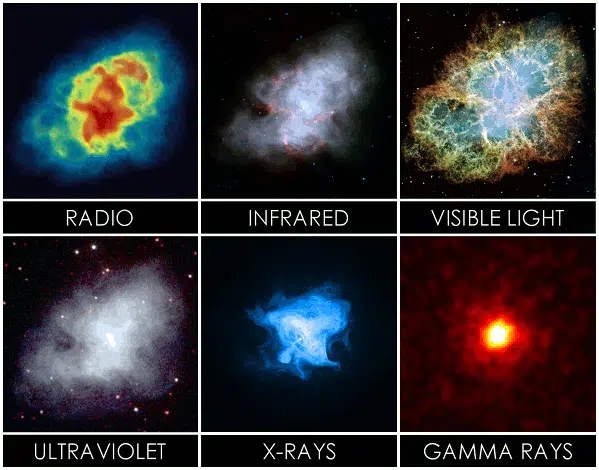 RADIO
INFRARED
VISIBLE LIGHT
ULTRAVIOLET
X-RAYS
GAMMA RAYS